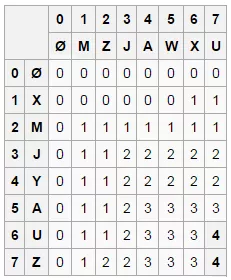 0 1 2 3 4 5 6 7
Ø M Z J A W X U
0 Ø 0 0 0 0 0 0 0 0
1 X 0 0 0 0 0 0 1 1
2 M 0 1 1 1 1 1 1 1
3 J 0 1 1 2 2 2 2 2
4 Y 0 1 1 2 2 2 2 2
5 A 0 1 1 2 3 3 3 3
6 U 0 1 1 2 3 3 3 4
7 Z 0 1 2 2 3 3 3 4